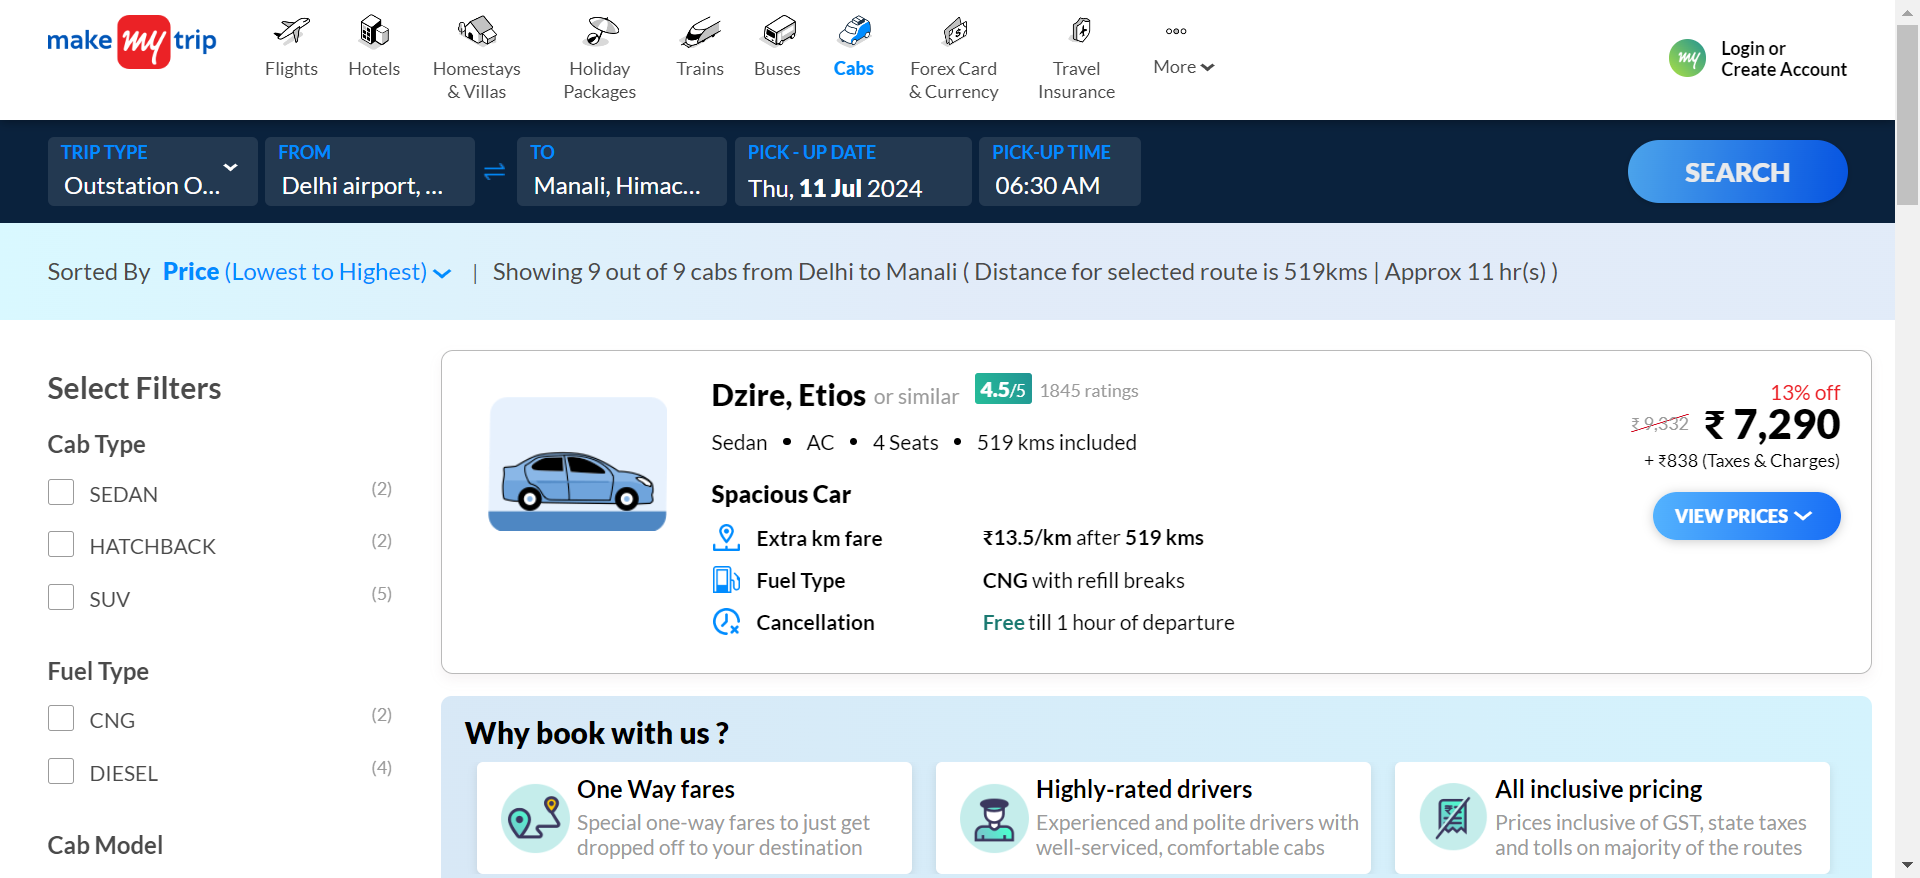 make my trip
Flights
Hotels
Homestays
& Villas
Holiday
Packages
Trains
Buses
Cabs
Forex Card
& Currency
Travel
Insurance
More
my
Login or
Create Account
TRIP TYPE
Outstation O...
FROM
Delhi airport, ...
TO
Manali, Himac...
PICK - UP DATE
Thu, 11 Jul 2024
PICK-UP TIME
06:30 AM
SEARCH
Sorted By Price (Lowest to Highest) | Showing 9 out of 9 cabs from Delhi to Manali ( Distance for selected route is 519kms | Approx 11 hr(s) )
Select Filters
Cab Type
SEDAN (2)
HATCHBACK (2)
SUV (5)
Fuel Type
CNG (2)
DIESEL (4)
Cab Model
Dzire, Etios or similar 4.5/5 1845 ratings
Sedan • AC • 4 Seats • 519 kms included
Spacious Car
Extra km fare ₹13.5/km after 519 kms
Fuel Type CNG with refill breaks
Cancellation Free till 1 hour of departure
13% off
₹ 9,332 ₹ 7,290
+ ₹838 (Taxes & Charges)
VIEW PRICES
Why book with us ?
One Way fares
Special one-way fares to just get
dropped off to your destination
Highly-rated drivers
Experienced and polite drivers with
well-serviced, comfortable cabs
All inclusive pricing
Prices inclusive of GST, state taxes
and tolls on majority of the routes